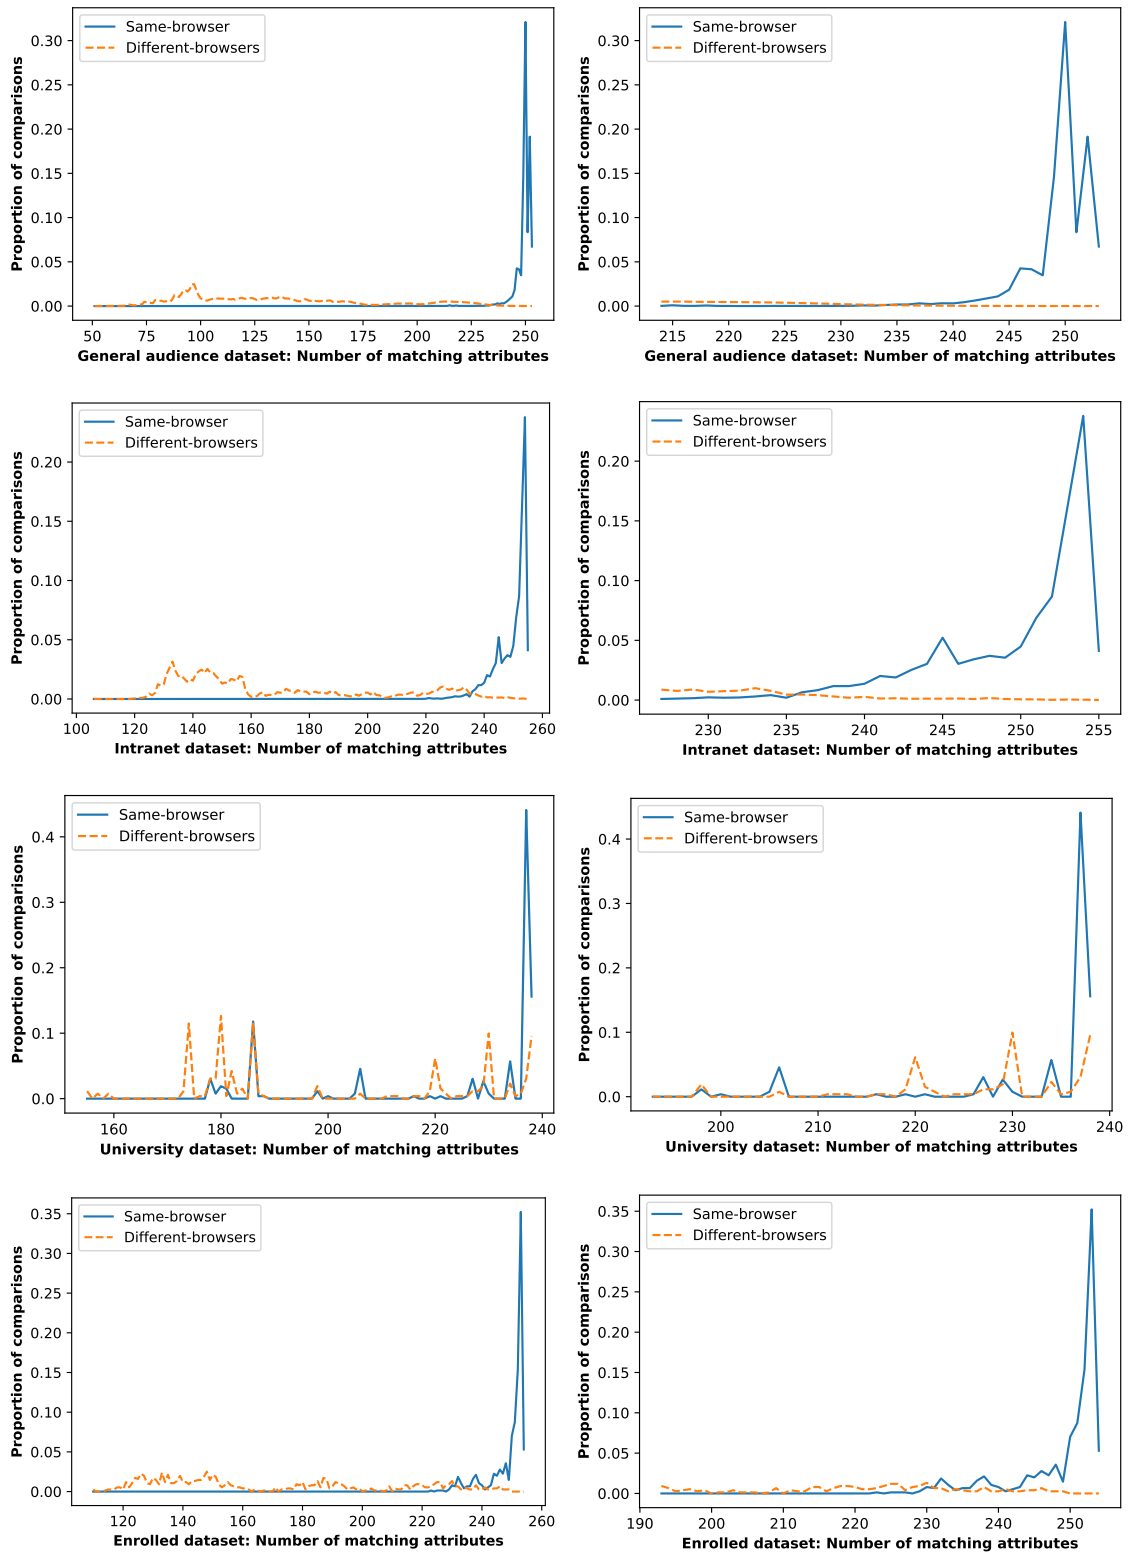 Same-browser
Different-browsers
0.30
0.25
0.20
0.15
0.10
0.05
0.00
Proportion of comparisons
50 75 100 125 150 175 200 225 250
General audience dataset: Number of matching attributes
Same-browser
Different-browsers
0.30
0.25
0.20
0.15
0.10
0.05
0.00
Proportion of comparisons
215 220 225 230 235 240 245 250
General audience dataset: Number of matching attributes
Same-browser
Different-browsers
0.20
0.15
0.10
0.05
0.00
Proportion of comparisons
100 120 140 160 180 200 220 240 260
Intranet dataset: Number of matching attributes
Same-browser
Different-browsers
0.20
0.15
0.10
0.05
0.00
Proportion of comparisons
230 235 240 245 250 255
Intranet dataset: Number of matching attributes
Same-browser
Different-browsers
0.4
0.3
0.2
0.1
0.0
Proportion of comparisons
160 180 200 220 240
University dataset: Number of matching attributes
Same-browser
Different-browsers
0.4
0.3
0.2
0.1
0.0
Proportion of comparisons
200 210 220 230 240
University dataset: Number of matching attributes
Same-browser
Different-browsers
0.35
0.30
0.25
0.20
0.15
0.10
0.05
0.00
Proportion of comparisons
120 140 160 180 200 220 240 260
Enrolled dataset: Number of matching attributes
Same-browser
Different-browsers
0.35
0.30
0.25
0.20
0.15
0.10
0.05
0.00
Proportion of comparisons
190 200 210 220 230 240 250
Enrolled dataset: Number of matching attributes